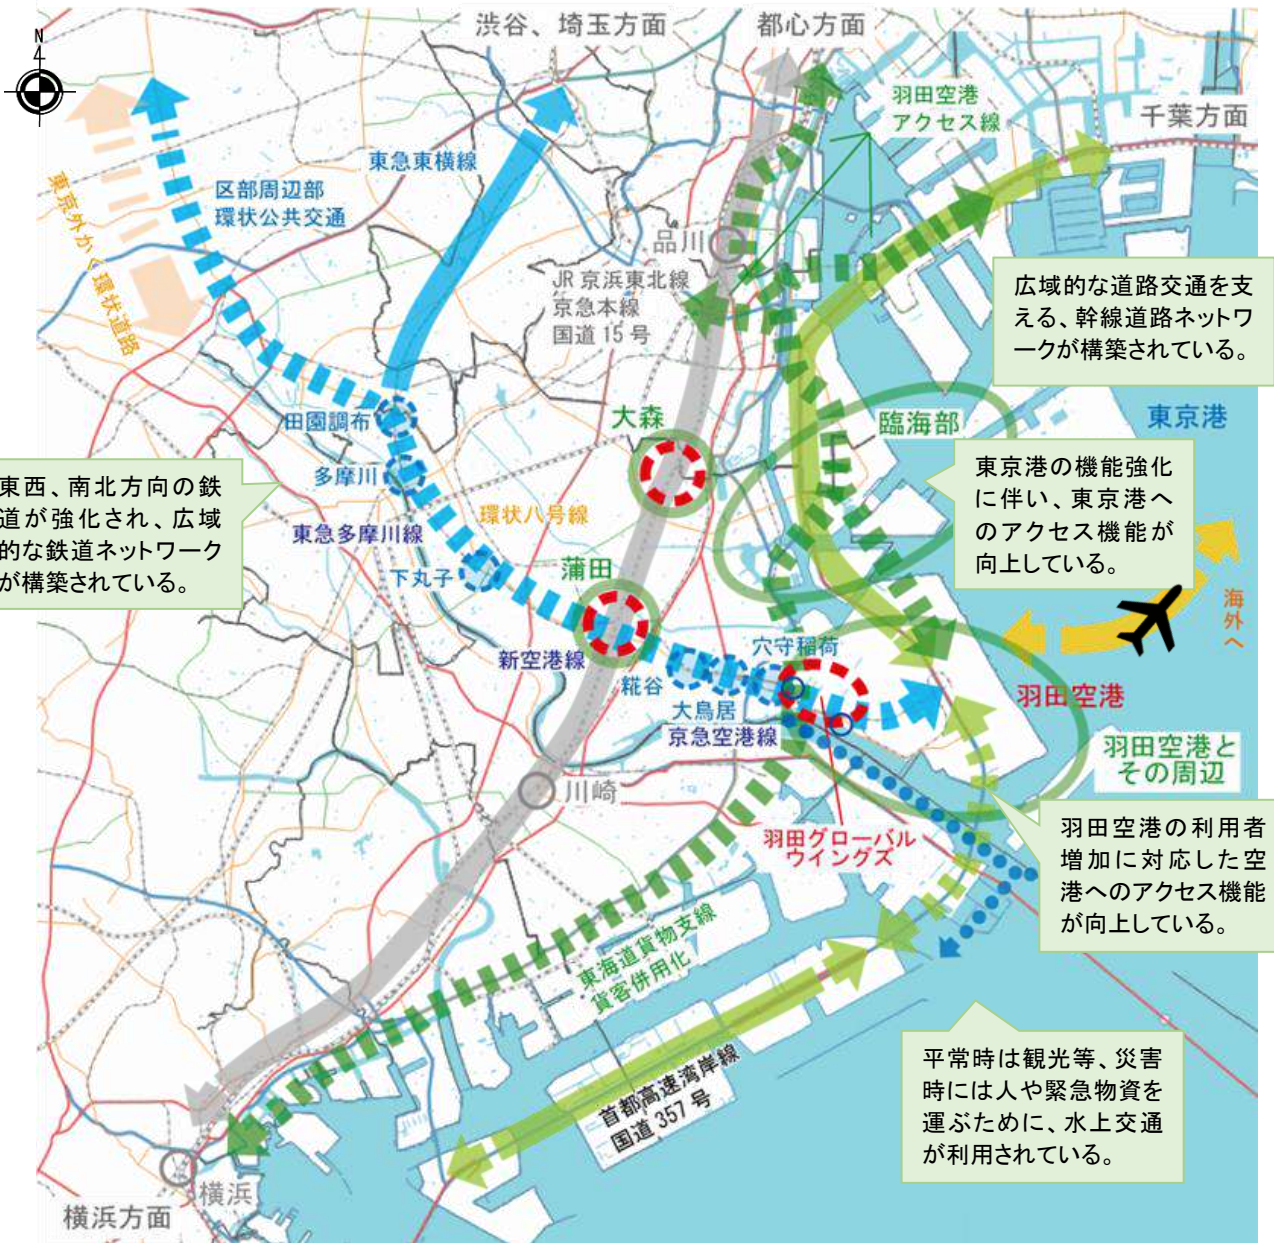 N
渋谷、埼玉方面
都心方面
羽田空港
アクセス線
千葉方面
東急東横線
区部周辺部
環状公共交通
東京外かく環状道路
品川
JR 京浜東北線
京急本線
国道 15 号
広域的な道路交通を支
える、幹線道路ネットワ
ークが構築されている。
田園調布
大森
臨海部
東京港
多摩川
東西、南北方向の鉄
道が強化され、広域
的な鉄道ネットワーク
が構築されている。
東京港の機能強化
に伴い、東京港へ
のアクセス機能が
向上している。
環状八号線
東急多摩川線
下丸子
蒲田
海外へ
新空港線
穴守稲荷
糀谷
大鳥居
京急空港線
羽田空港
羽田空港と
その周辺
川崎
羽田グローバル
ウイングズ
羽田空港の利用者
増加に対応した空
港へのアクセス機能
が向上している。
東海道貨物支線
貨客併用化
首都高速湾岸線
国道 357 号
平常時は観光等、災害
時には人や緊急物資を
運ぶために、水上交通
が利用されている。
横浜
横浜方面